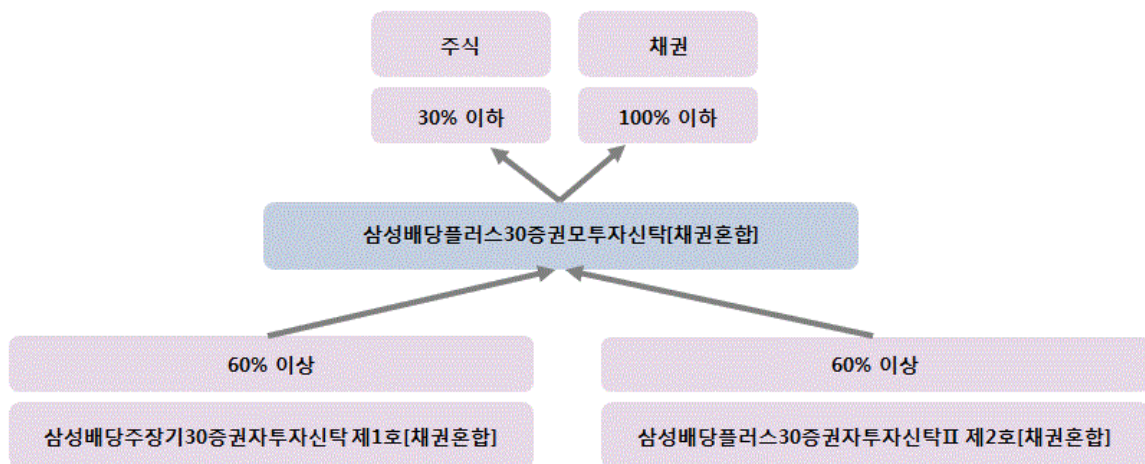 주식
채권
30% 이하
100% 이하
삼성배당플러스30증권모투자신탁[채권혼합]
60% 이상
60% 이상
삼성배당주장기30증권자투자신탁 제1호[채권혼합]
삼성배당플러스30증권자투자신탁Ⅱ 제2호[채권혼합]